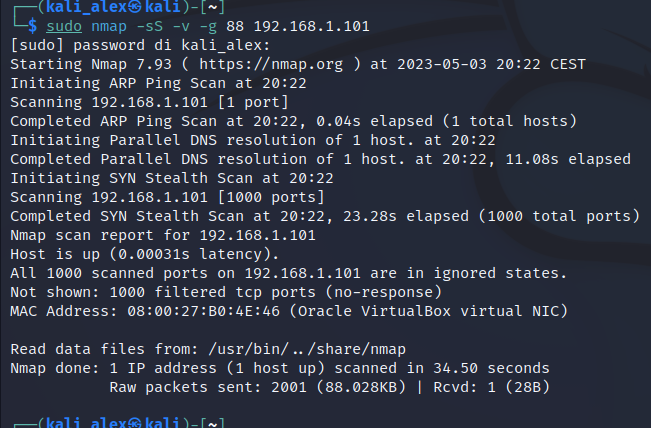 ┌──(kali_alex㉿kali)-[~]
└─$ sudo nmap -sS -v -g 88 192.168.1.101
[sudo] password di kali_alex:
Starting Nmap 7.93 ( https://nmap.org ) at 2023-05-03 20:22 CEST
Initiating ARP Ping Scan at 20:22
Scanning 192.168.1.101 [1 port]
Completed ARP Ping Scan at 20:22, 0.04s elapsed (1 total hosts)
Initiating Parallel DNS resolution of 1 host. at 20:22
Completed Parallel DNS resolution of 1 host. at 20:22, 11.08s elapsed
Initiating SYN Stealth Scan at 20:22
Scanning 192.168.1.101 [1000 ports]
Completed SYN Stealth Scan at 20:22, 23.28s elapsed (1000 total ports)
Nmap scan report for 192.168.1.101
Host is up (0.00031s latency).
All 1000 scanned ports on 192.168.1.101 are in ignored states.
Not shown: 1000 filtered tcp ports (no-response)
MAC Address: 08:00:27:B0:4E:46 (Oracle VirtualBox virtual NIC)

Read data files from: /usr/bin/../share/nmap
Nmap done: 1 IP address (1 host up) scanned in 34.50 seconds
           Raw packets sent: 2001 (88.028KB) | Rcvd: 1 (28B)

┌──(kali_alex㉿kali)-[~]